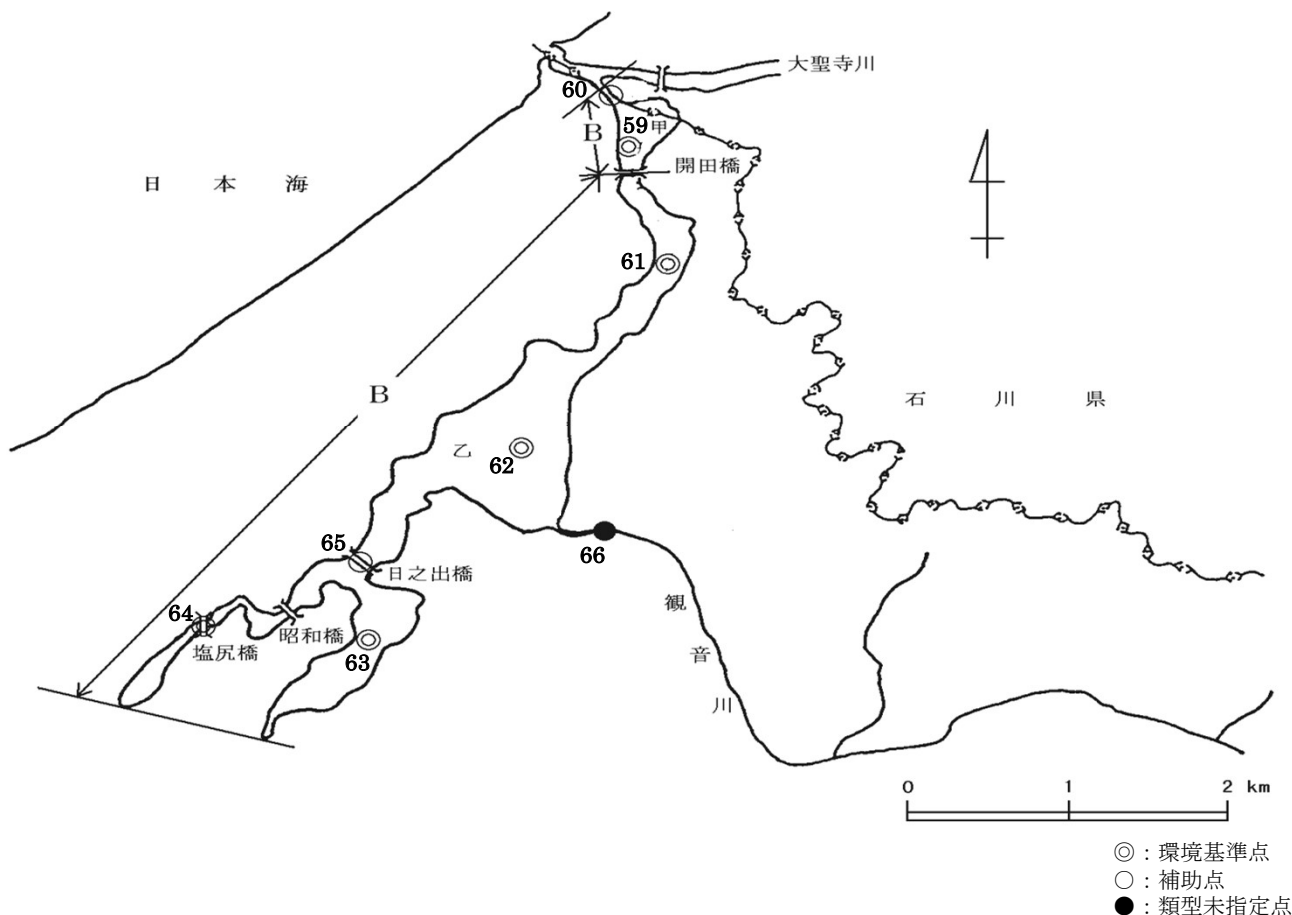 大聖寺川
60
59
甲
B
開田橋
日本海
61
石川県
B
乙
62
66
65
日之出橋
観音川
64
昭和橋
塩尻橋
63
0 1 2 km
◎：環境基準点
○：補助点
●：類型未指定点